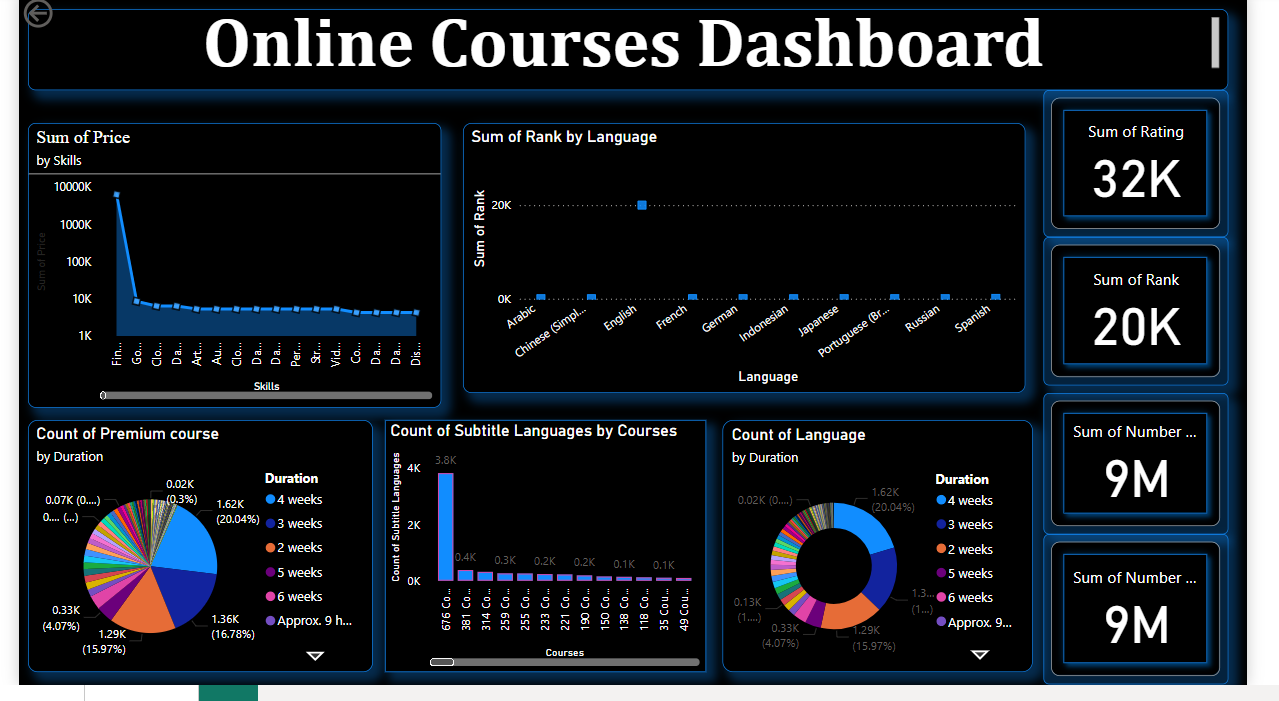 Online Courses Dashboard
Sum of Price
by Skills
10000K
1000K
100K
10K
1K
Sum of Price
Fin...
Go...
Clo...
Da...
Art...
Au...
Clo...
Da...
Da...
Per...
Str...
Vid...
Co...
Da...
Da...
Dis...
Skills
Sum of Rank by Language
Sum of Rank
20K
0K
Arabic
Chinese (Simpl...
English
French
German
Indonesian
Japanese
Portuguese (Br...
Russian
Spanish
Language
Sum of Rating
32K
Sum of Rank
20K
Sum of Number ...
9M
Sum of Number ...
9M
Count of Premium course
by Duration
0.02K
(0.3%)
0.07K (0....)
0.... (...)
1.62K
(20.04%)
0.33K
(4.07%)
1.29K
(15.97%)
1.36K
(16.78%)
Duration
4 weeks
3 weeks
2 weeks
5 weeks
6 weeks
Approx. 9 h...
Count of Subtitle Languages by Courses
Count of Subtitle Languages
4K
2K
0K
3.8K
0.4K
0.3K
0.2K
0.2K
0.1K
0.1K
676 Co...
381 Co...
314 Co...
259 Co...
255 Co...
233 Co...
221 Co...
190 Co...
150 Co...
138 Co...
118 Co...
35 Cou...
49 Cou...
Courses
Count of Language
by Duration
0.02K (0....)
1.62K
(20.04%)
0.13K
(1....)
0.33K
(4.07%)
1.29K
(15.97%)
1.3...
(1...)
Duration
4 weeks
3 weeks
2 weeks
5 weeks
6 weeks
Approx. 9...